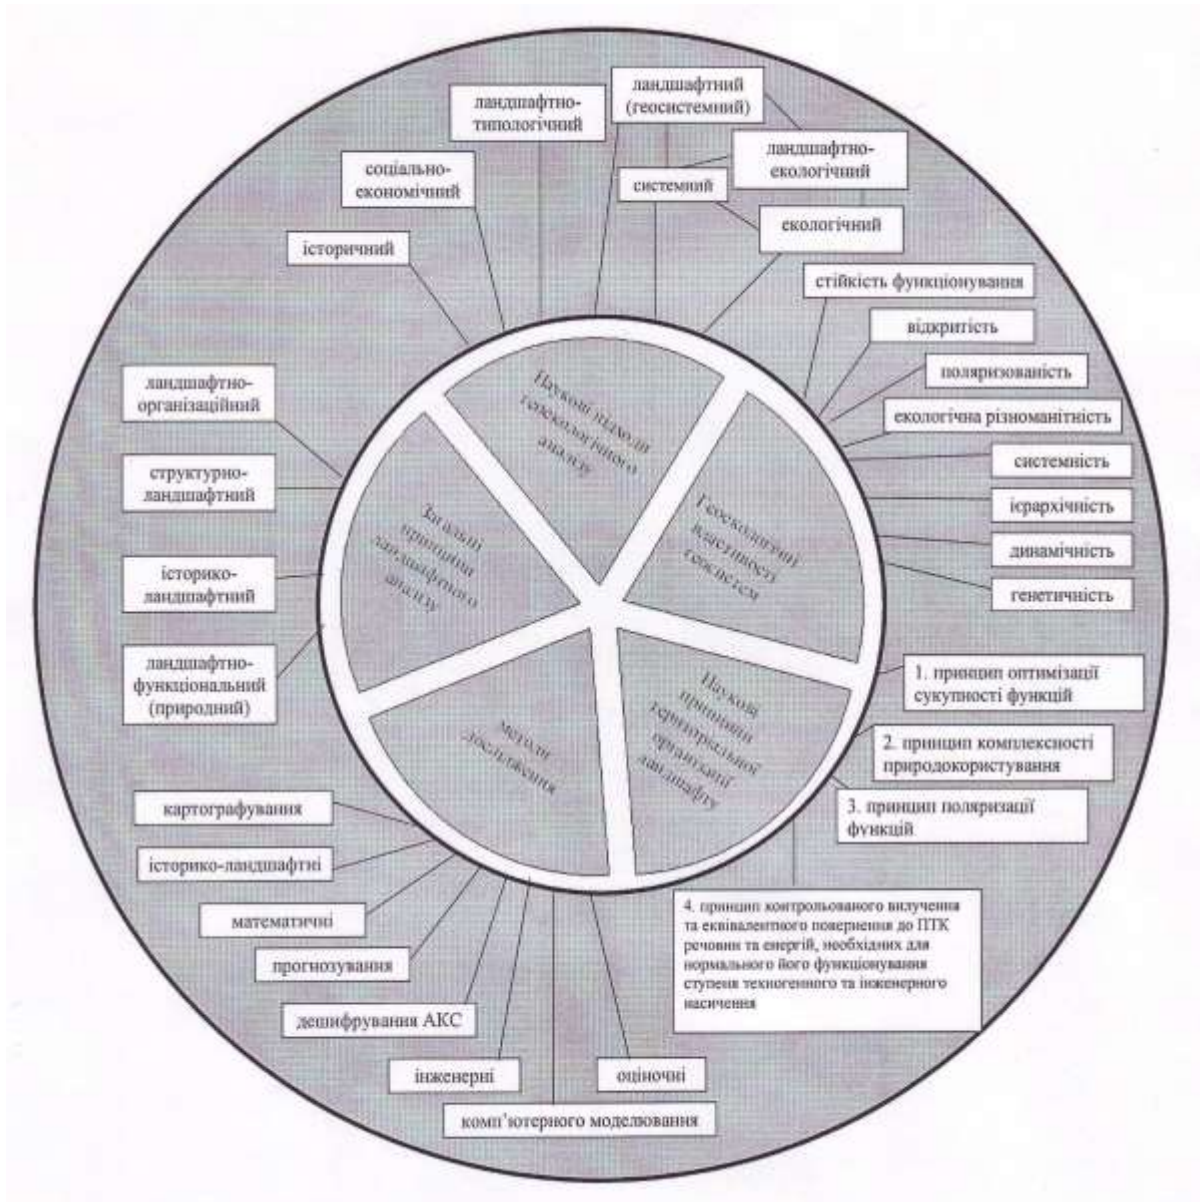 ландшафтно-
типологічний
ландшафтний
(геосистемний)
ландшафтно-
екологічний
соціально-
економічний
системний
екологічний
історичний
стійкість функціонування
відкритість
поляризованість
екологічна різноманітність
системність
ієрархічність
динамічність
генетичність
ландшафтно-
організаційний
структурно-
ландшафтний
історико-
ландшафтний
ландшафтно-
функціональний
(природний)
Наукові підходи
геоекологічного
аналізу
Геоекологічні
властивості
геосистем
Загальні
принципи
ландшафтного
аналізу
Наукові
принципи
територіальної
організації
ландшафту
методи
дослідження
1. принцип оптимізації
сукупності функцій
2. принцип комплексності
природокористування
3. принцип поляризації
функцій
4. принцип контрольованого вилучення
та еквівалентного повернення до ПТК
речовин та енергій, необхідних для
нормального його функціонування
ступеня техногенного та інженерного
насичення
картографування
історико-ландшафтні
математичні
прогнозування
дешифрування АКС
інженерні
оціночні
комп’ютерного моделювання